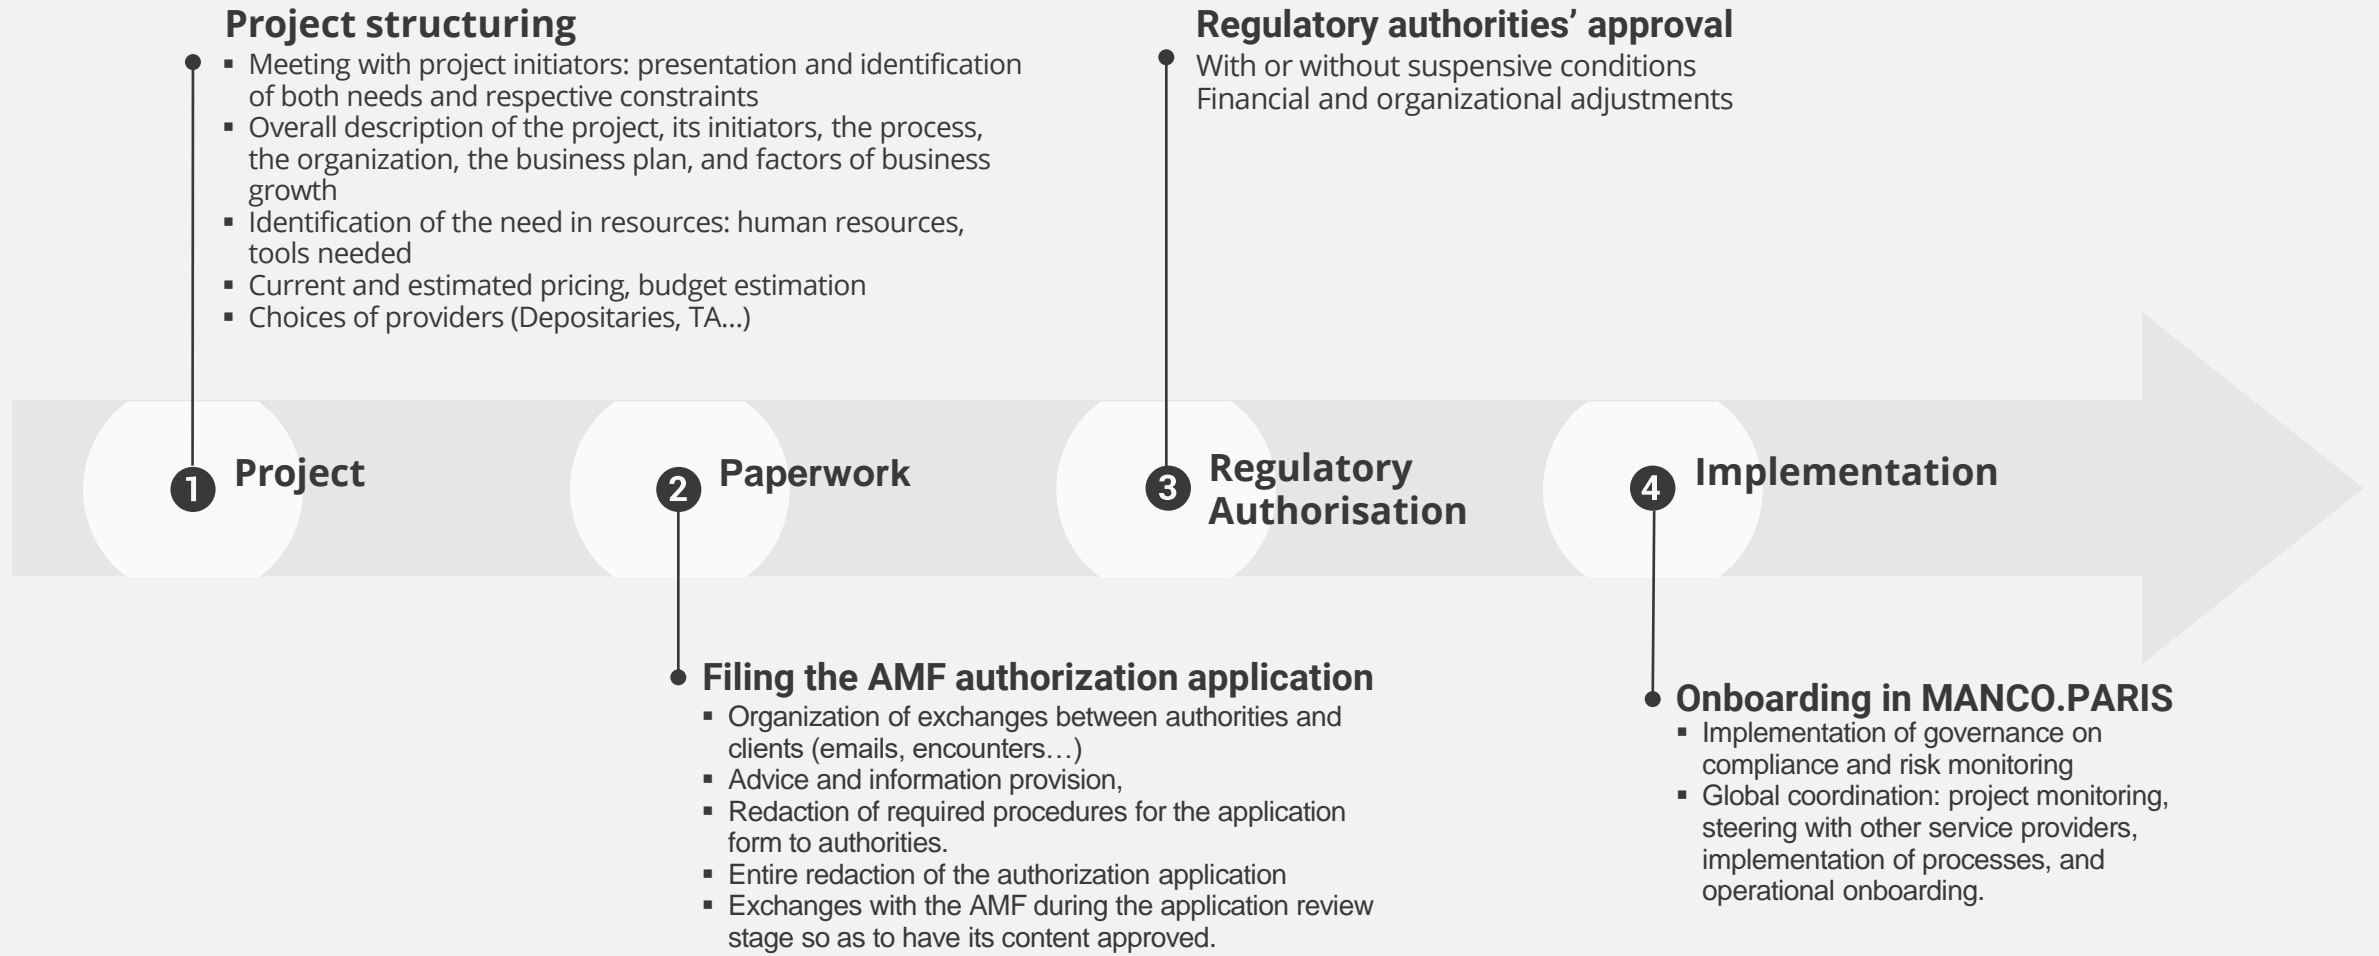 Project structuring
▪ Meeting with project initiators: presentation and identification
of both needs and respective constraints
▪ Overall description of the project, its initiators, the process,
the organization, the business plan, and factors of business
growth
▪ Identification of the need in resources: human resources,
tools needed
▪ Current and estimated pricing, budget estimation
▪ Choices of providers (Depositaries, TA...)
Regulatory authorities’ approval
With or without suspensive conditions
Financial and organizational adjustments
1 Project
2 Paperwork
3 Regulatory
Authorisation
4 Implementation
Filing the AMF authorization application
▪ Organization of exchanges between authorities and
clients (emails, encounters…)
▪ Advice and information provision,
▪ Redaction of required procedures for the application
form to authorities.
▪ Entire redaction of the authorization application
▪ Exchanges with the AMF during the application review
stage so as to have its content approved.
Onboarding in MANCO.PARIS
▪ Implementation of governance on
compliance and risk monitoring
▪ Global coordination: project monitoring,
steering with other service providers,
implementation of processes, and
operational onboarding.